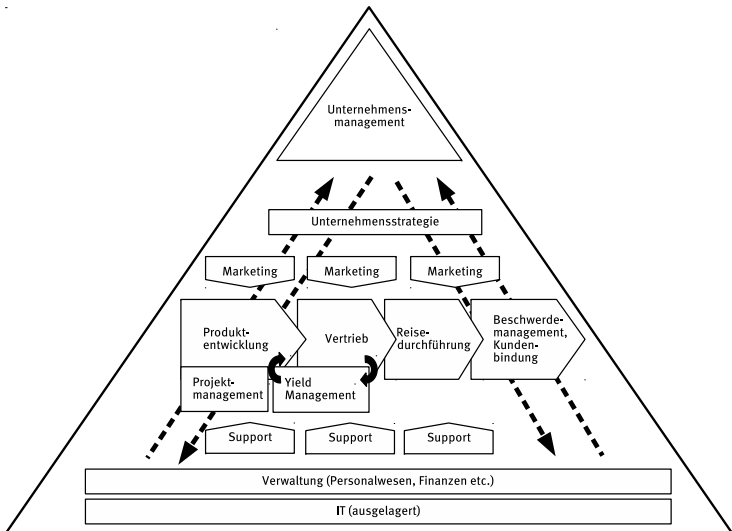 Unternehmens-
management
Unternehmensstrategie
Marketing
Marketing
Marketing
Produkt-
entwicklung
Vertrieb
Reise-
durchführung
Beschwerde-
management,
Kunden-
bindung
Projekt-
management
Yield
Management
Support
Support
Support
Verwaltung (Personalwesen, Finanzen etc.)
IT (ausgelagert)